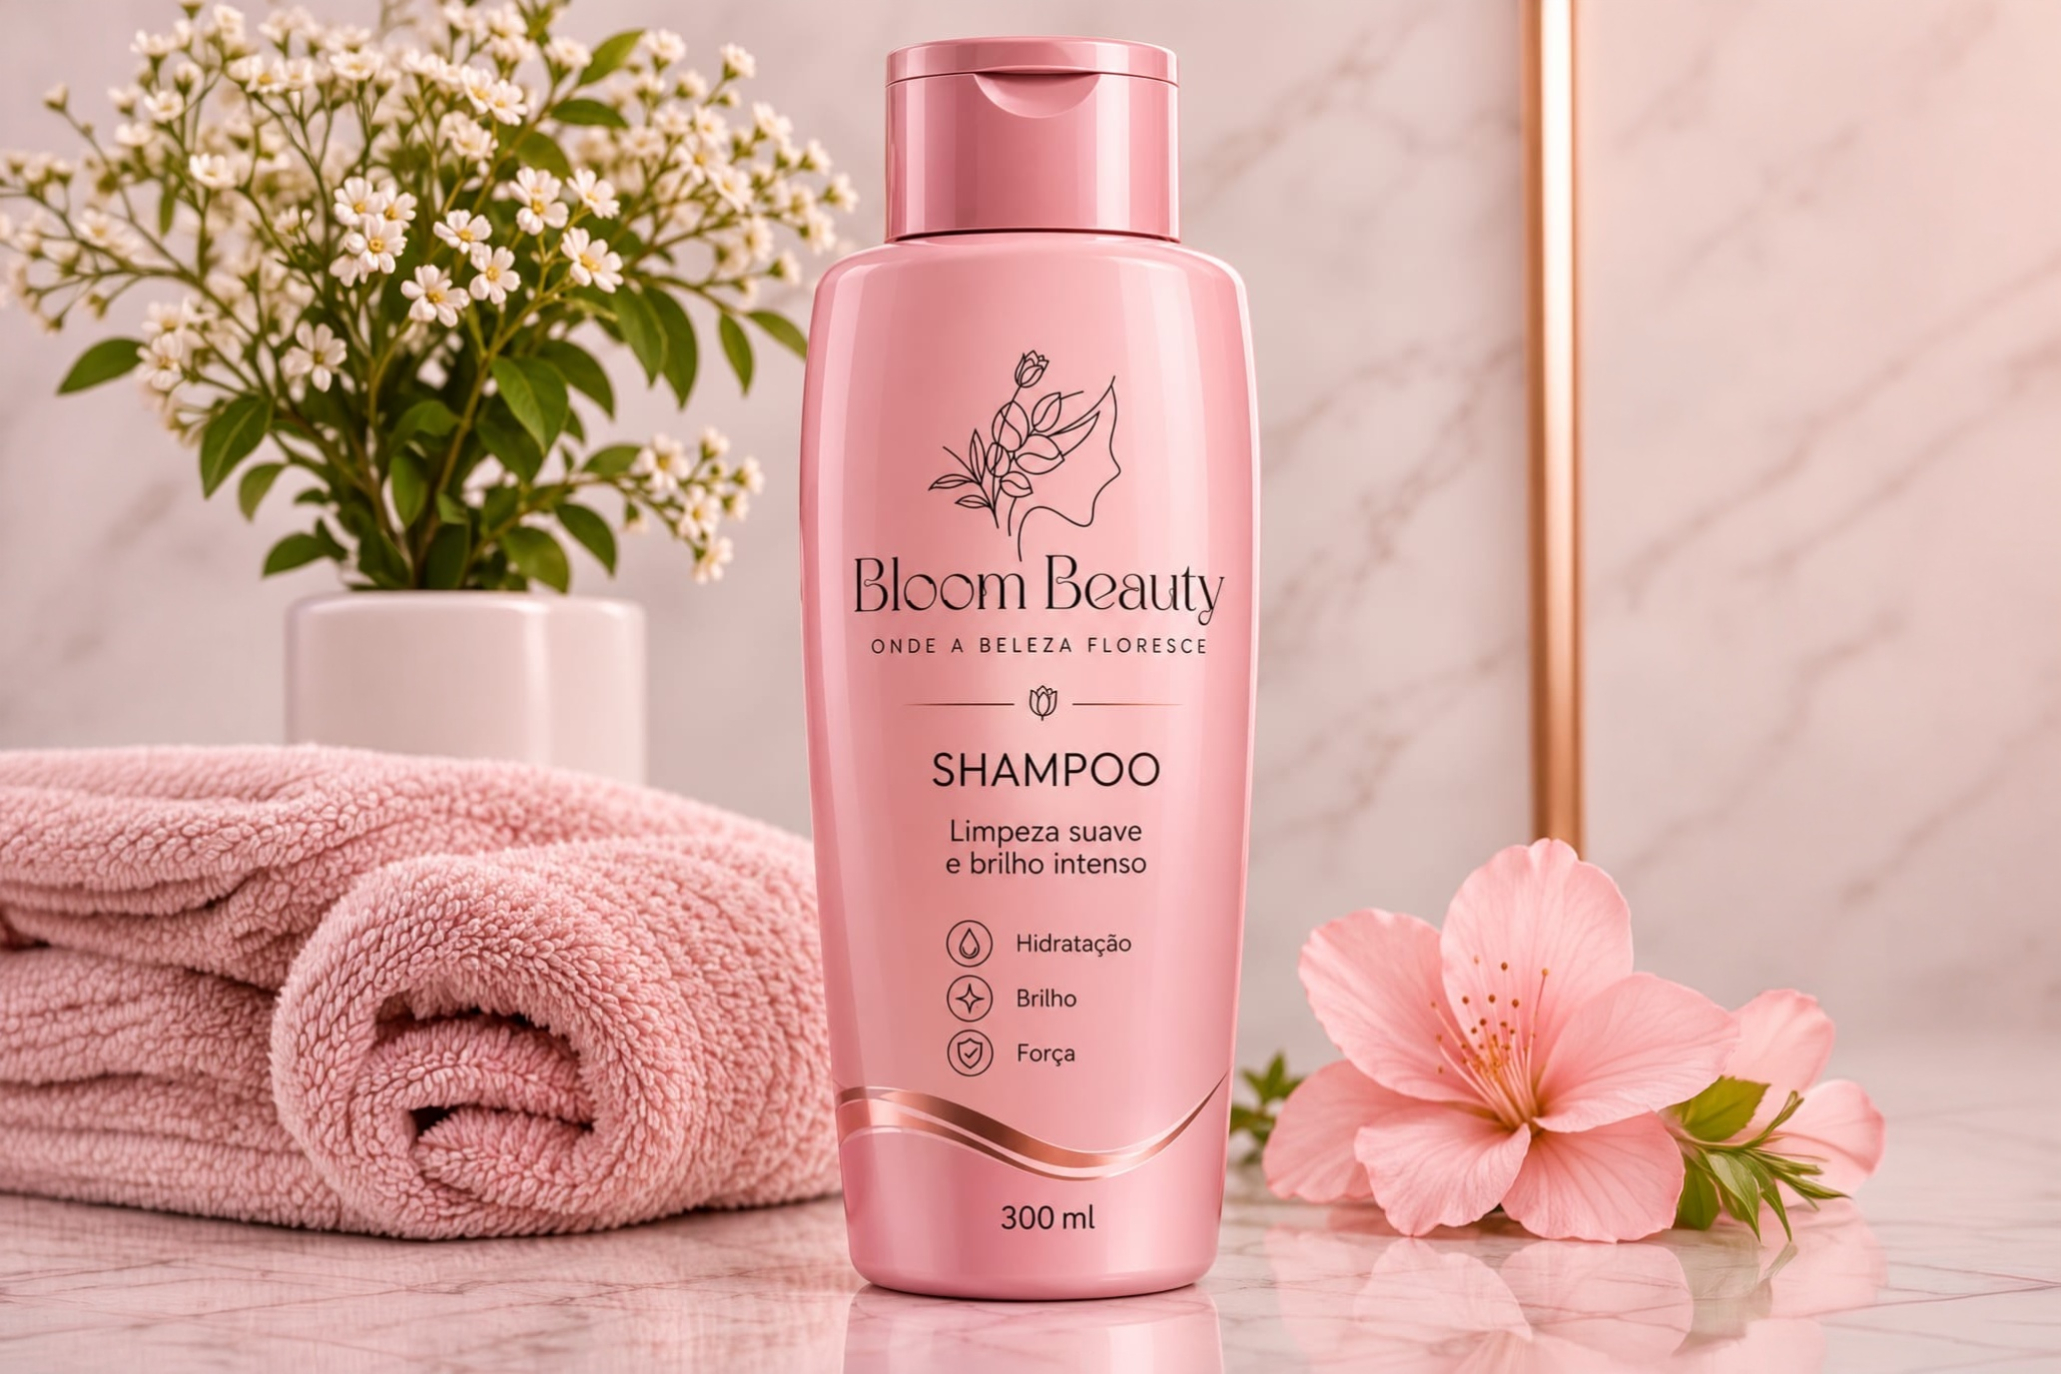 Bloom Beauty
ONDE A BELEZA FLORESCE
SHAMPOO
Limpeza suave
e brilho intenso
Hidratação
Brilho
Força
300 ml